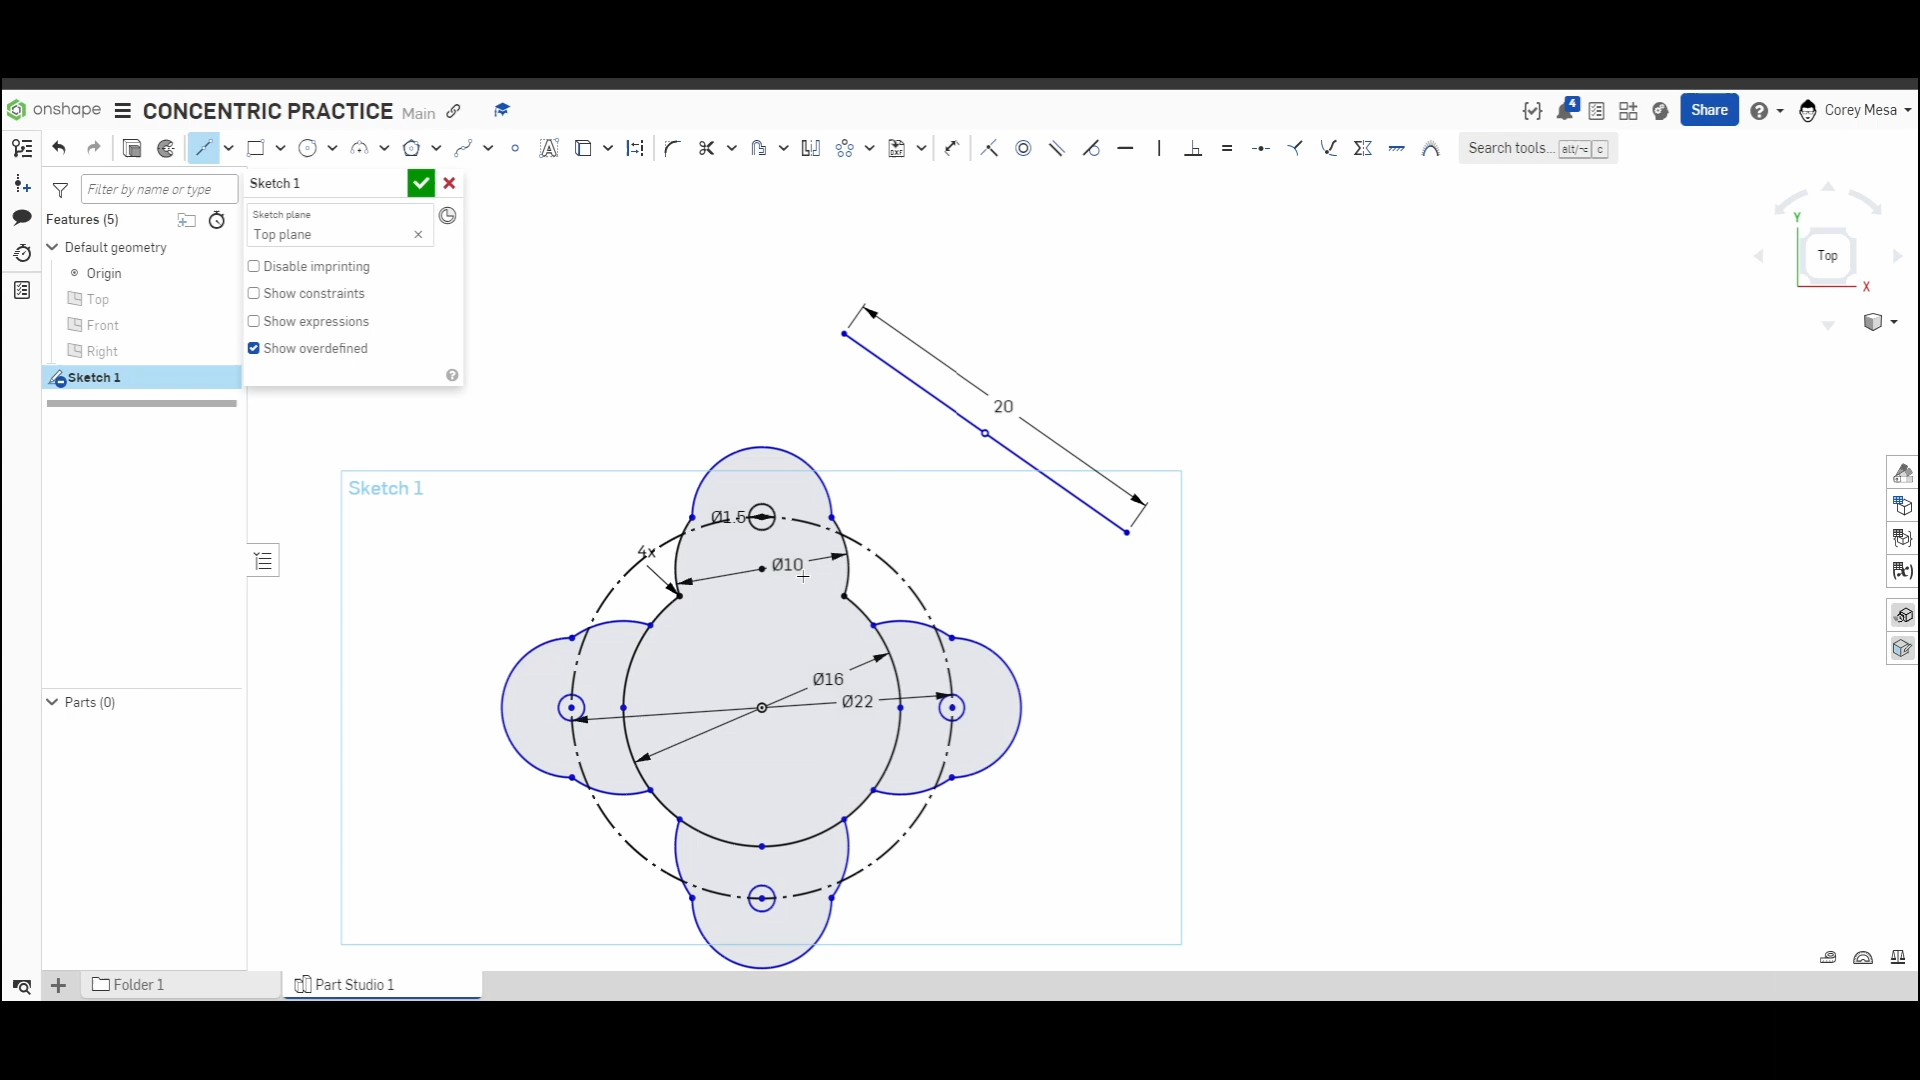 onshape
CONCENTRIC PRACTICE Main
4
Share
Corey Mesa
Search tools... alt/⌥ c
Filter by name or type
Features (5)
Default geometry
Origin
Top
Front
Right
Sketch 1
Sketch 1
Sketch plane
Top plane
Disable imprinting
Show constraints
Show expressions
Show overdefined
Y
Top
X
20
Sketch 1
Ø1.5
4x
Ø10
Ø16
Ø22
Parts (0)
Folder 1
Part Studio 1